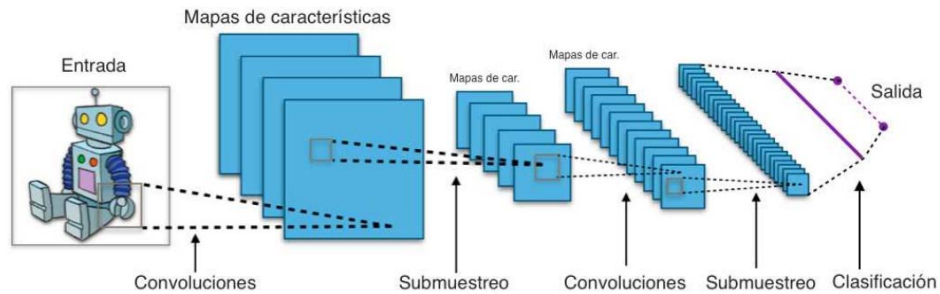 Mapas de características
Entrada
Mapas de car.
Mapas de car.
Salida
Convoluciones
Submuestreo
Convoluciones
Submuestreo
Clasificación